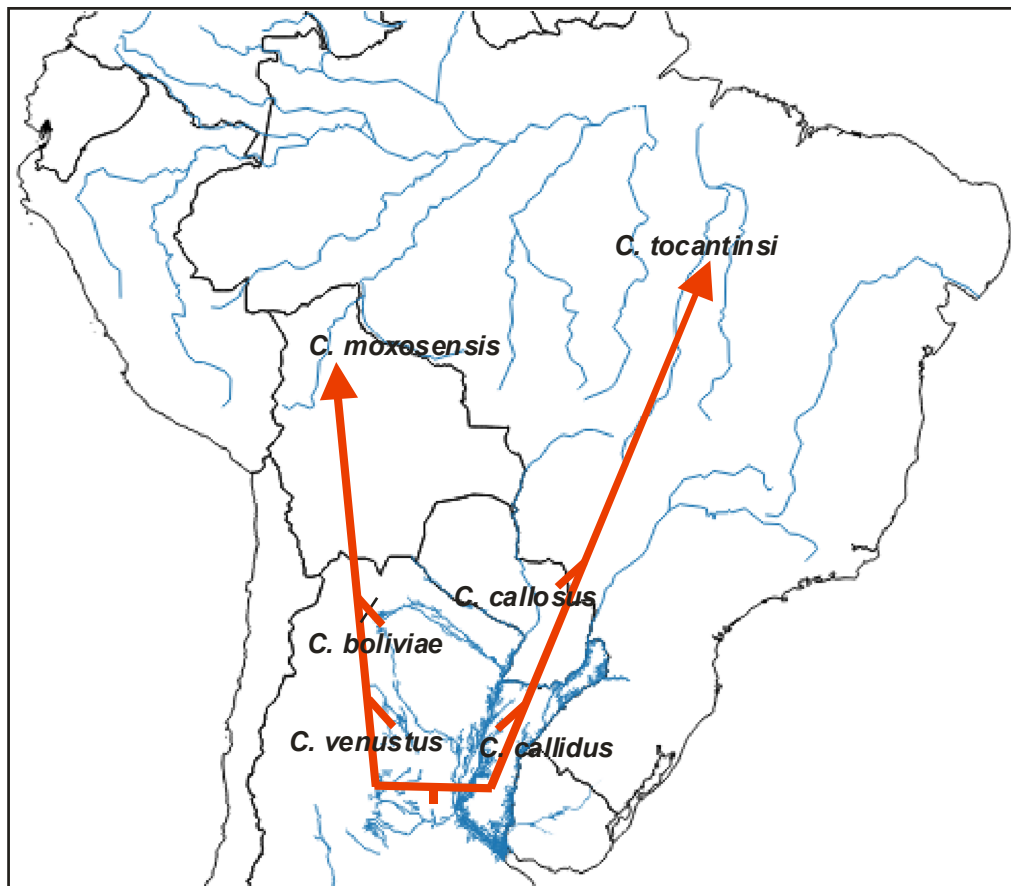 C. tocantinsi
C. moxosensis
C. callosus
C. boliviae
C. venustus
C. callidus